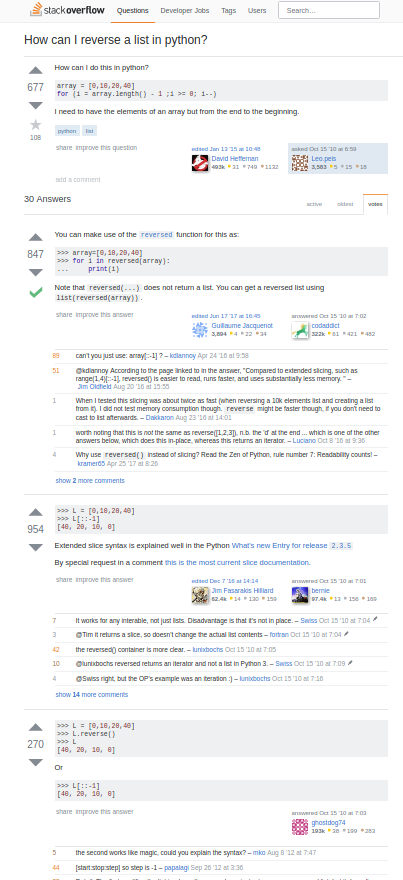 stackoverflow Questions Developer Jobs Tags Users Search...
How can I reverse a list in python?
How can I do this in python?
677
array = [0,10,20,40]
for (i = array.length() - 1 ;i >= 0; i--)
I need to have the elements of an array but from the end to the beginning.
108
python list
share improve this question
edited Jan 13 '15 at 10:48
David Heffernan
493k 31 749 1132
asked Oct 15 '10 at 6:59
Leo.peis
3,583 5 15 18
add a comment
30 Answers
active oldest votes
You can make use of the reversed function for this as:
847
>>> array=[0,10,20,40]
>>> for i in reversed(array):
... print(i)
Note that reversed(...) does not return a list. You can get a reversed list using
list(reversed(array)).
share improve this answer
edited Jun 17 '17 at 16:45
Guillaume Jacquenot
3,894 4 22 34
answered Oct 15 '10 at 7:02
codaddict
322k 61 421 482
89 can't you just use: array[::-1] ? – kdlannoy Apr 24 '16 at 9:58
51 @kdlannoy According to the page linked to in the answer, "Compared to extended slicing, such as
range(1,4)[::-1], reversed() is easier to read, runs faster, and uses substantially less memory. " –
Jim Oldfield Aug 20 '16 at 15:55
1 When I tested this slicing was about twice as fast (when reversing a 10k elements list and creating a list
from it). I did not test memory consumption though. reverse might be faster though, if you don't need to
cast to list afterwards. – Dakkaron Aug 23 '16 at 14:01
1 worth noting that this is not the same as reverse([1,2,3]), n.b. the 'd' at the end ... which is one of the other
answers below, which does this in-place, whereas this returns an iterator. – Luciano Oct 8 '16 at 9:36
4 Why use reversed() instead of slicing? Read the Zen of Python, rule number 7: Readability counts! –
kramer65 Apr 25 '17 at 8:26
show 2 more comments
954
>>> L = [0,10,20,40]
>>> L[::-1]
[40, 20, 10, 0]
Extended slice syntax is explained well in the Python What's new Entry for release 2.3.5
By special request in a comment this is the most current slice documentation.
share improve this answer
edited Dec 7 '16 at 14:14
Jim Fasarakis Hilliard
62.4k 14 130 159
answered Oct 15 '10 at 7:01
bernie
97.4k 13 156 169
7 It works for any interable, not just lists. Disadvantage is that it's not in place. – Swiss Oct 15 '10 at 7:04
3 @Tim it returns a slice, so doesn't change the actual list contents – fortran Oct 15 '10 at 7:04
42 the reversed() container is more clear. – lunixbochs Oct 15 '10 at 7:05
10 @lunixbochs reversed returns an iterator and not a list in Python 3. – Swiss Oct 15 '10 at 7:09
4 @Swiss right, but the OP's example was an iteration :) – lunixbochs Oct 15 '10 at 7:16
show 14 more comments
270
>>> L = [0,10,20,40]
>>> L.reverse()
>>> L
[40, 20, 10, 0]
Or
>>> L[::-1]
[40, 20, 10, 0]
share improve this answer
answered Oct 15 '10 at 7:03
ghostdog74
193k 38 199 283
5 the second works like magic, could you explain the syntax? – mko Aug 8 '12 at 7:47
44 [start:stop:step] so step is -1 – papalagi Sep 26 '12 at 3:36